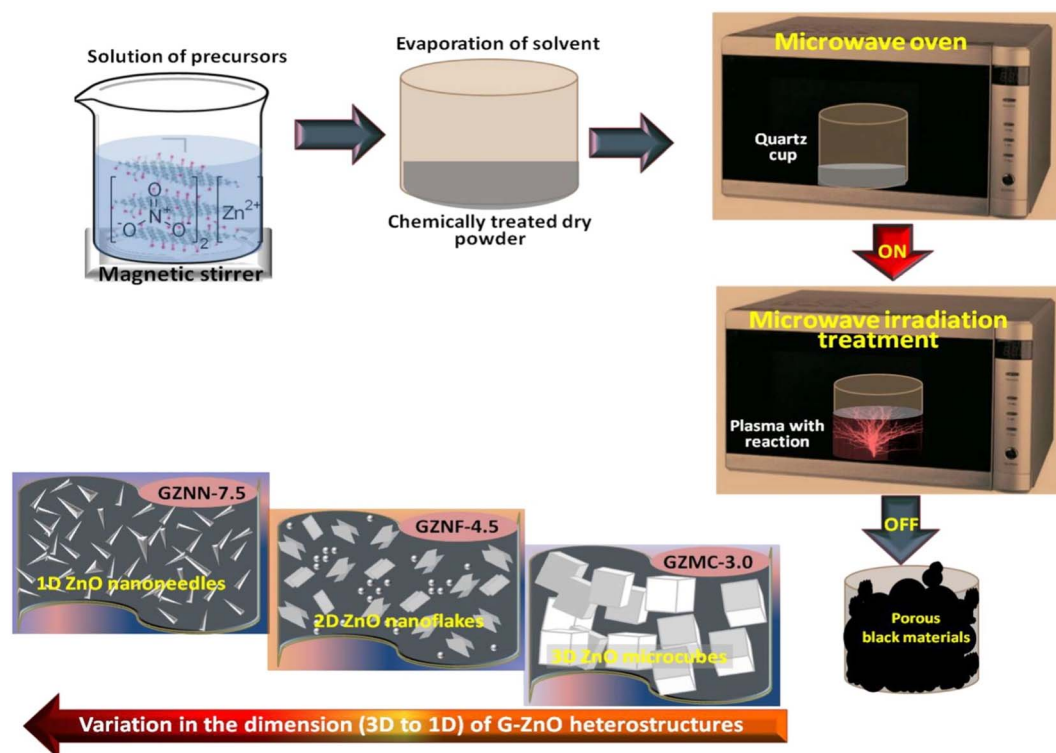 Solution of precursors
Evaporation of solvent
Microwave oven
Quartz
cup
O
N+
-O
O
2
Zn2+
Magnetic stirrer
Chemically treated dry
powder
ON
Microwave irradiation
treatment
Plasma with
reaction
OFF
Porous
black materials
GZNN-7.5
1D ZnO nanoneedles
GZNF-4.5
2D ZnO nanoflakes
GZMC-3.0
3D ZnO microcubes
Variation in the dimension (3D to 1D) of G-ZnO heterostructures